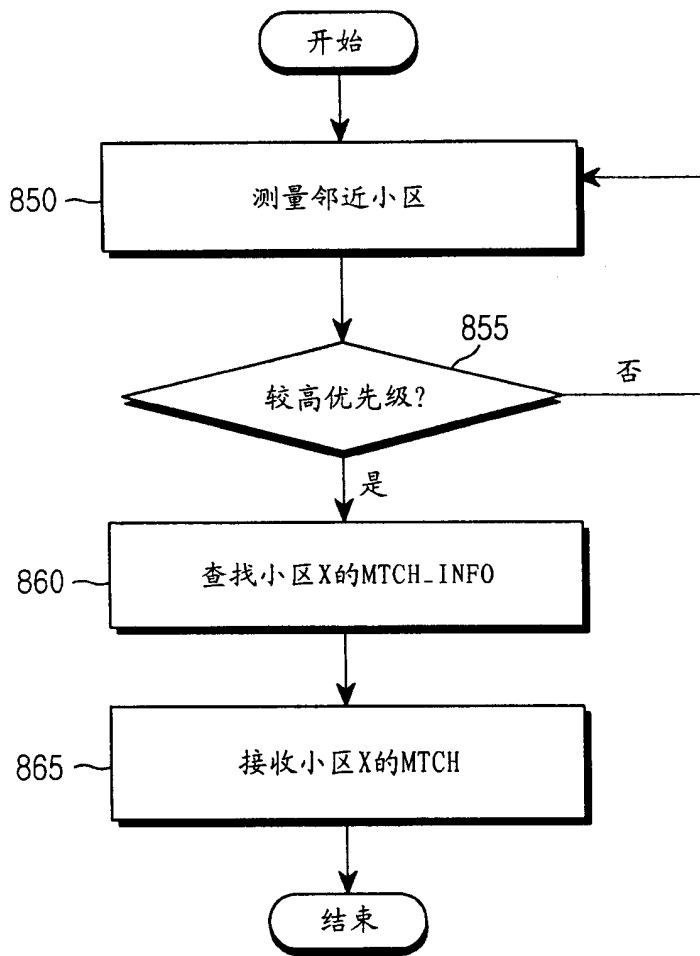 开始
850
测量邻近小区
855
较高优先级?
否
是
860
查找小区X的MTCH_INFO
865
接收小区X的MTCH
结束